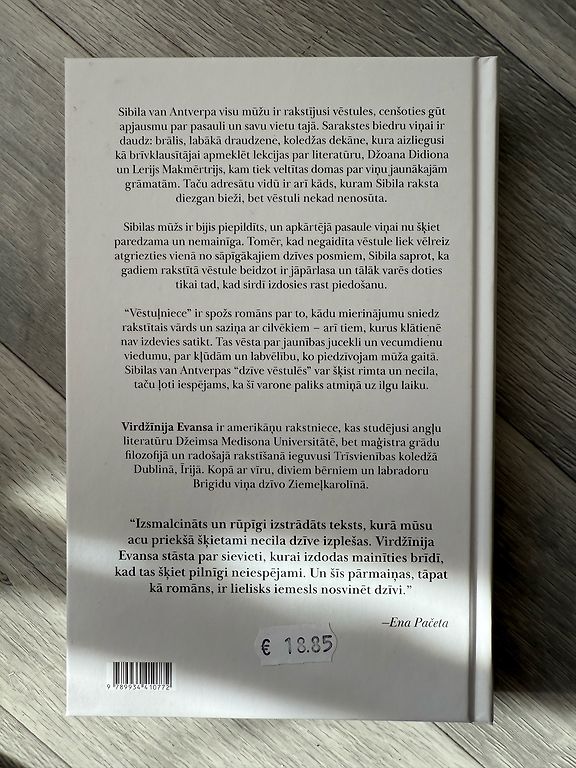 Sibila van Antverpa visu mūžu ir rakstījusi vēstules, cenšoties gūt
apjausmu par pasauli un savu vietu tajā. Sarakstes biedru viņai ir
daudz: brālis, labākā draudzene, koledžas dekāne, kura aizliegusi
kā brīvklausītājai apmeklēt lekcijas par literatūru, Džoana Didiona
un Lerijs Makmērtrijs, kam tiek veltītas domas par viņu jaunākajām
grāmatām. Taču adresātu vidū ir arī kāds, kuram Sibila raksta
diezgan bieži, bet vēstuli nekad nenosūta.
Sibilas mūžs ir bijis piepildīts, un apkārtējā pasaule viņai nu šķiet
paredzama un nemainīga. Tomēr, kad negaidīta vēstule liek vēlreiz
atgriezties vienā no sāpīgākajiem dzīves posmiem, Sibila saprot, ka
gadiem rakstītā vēstule beidzot ir jāpārlasa un tālāk varēs doties
tikai tad, kad sirdī izdosies rast piedošanu.
“Vēstuļniece” ir spožs romāns par to, kādu mierinājumu sniedz
rakstītais vārds un saziņa ar cilvēkiem – arī tiem, kurus klātienē
nav izdevies satikt. Tas vēsta par jaunības jucekli un vecumdienu
viedumu, par kļūdām un labvēlību, ko piedzīvojam mūža gaitā.
Sibilas van Antverpas “dzīve vēstulēs” var šķist rimta un necila,
taču ļoti iespējams, ka šī varone paliks atmiņā uz ilgu laiku.
Virdžīnija Evansa ir amerikāņu rakstniece, kas studējusi angļu
literatūru Džeimsa Medisona Universitātē, bet maģistra grādu
filozofijā un radošajā rakstīšanā ieguvusi Trīsvienības koledžā
Dublinā, Īrijā. Kopā ar vīru, diviem bērniem un labradoru
Brigidu viņa dzīvo Ziemeļkarolīnā.
“Izsmalcināts un rūpīgi izstrādāts teksts, kurā mūsu
acu priekšā šķietami necila dzīve izplešas. Virdžīnija
Evansa stāsta par sievieti, kurai izdodas mainīties brīdī,
kad tas šķiet pilnīgi neiespējami. Un šīs pārmaiņas, tāpat
kā romāns, ir lielisks iemesls nosvinēt dzīvi.”
–Ena Pačeta
€ 18.85
9 789934 410772